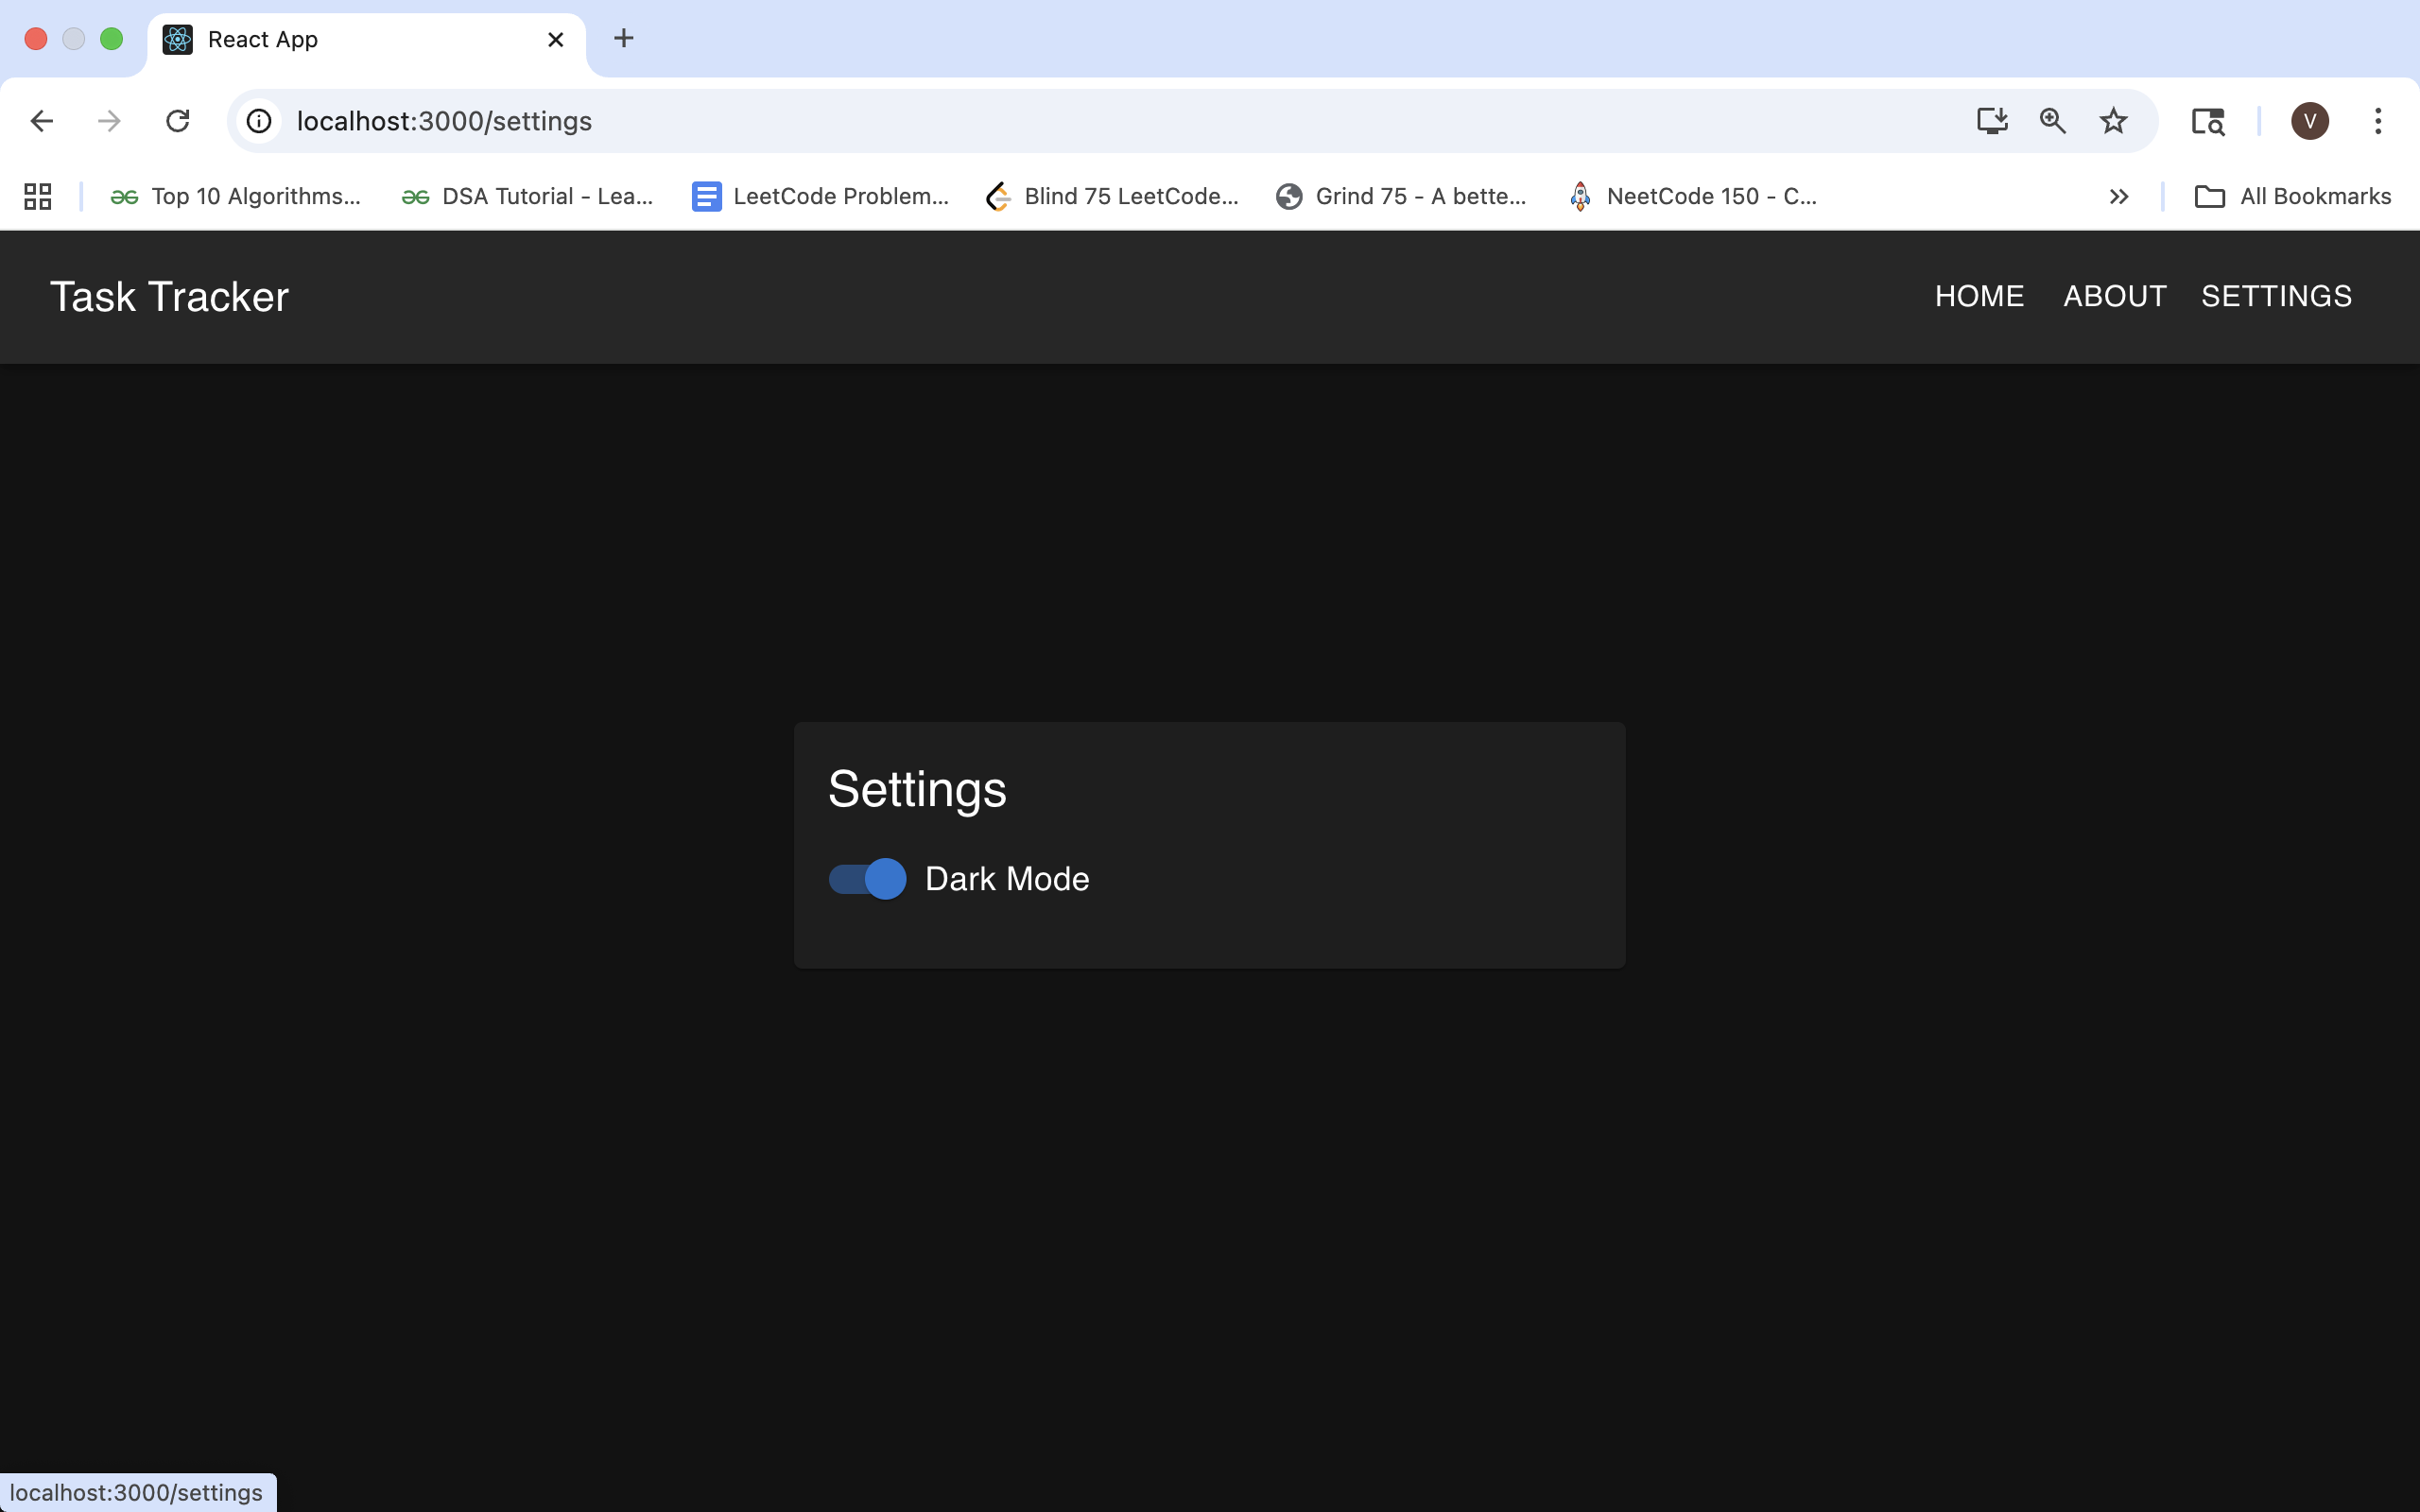 React App
localhost:3000/settings
V
Top 10 Algorithms... DSA Tutorial - Lea... LeetCode Problem... Blind 75 LeetCode... Grind 75 - A bette... NeetCode 150 - C... All Bookmarks
Task Tracker HOME ABOUT SETTINGS
Settings
Dark Mode
localhost:3000/settings